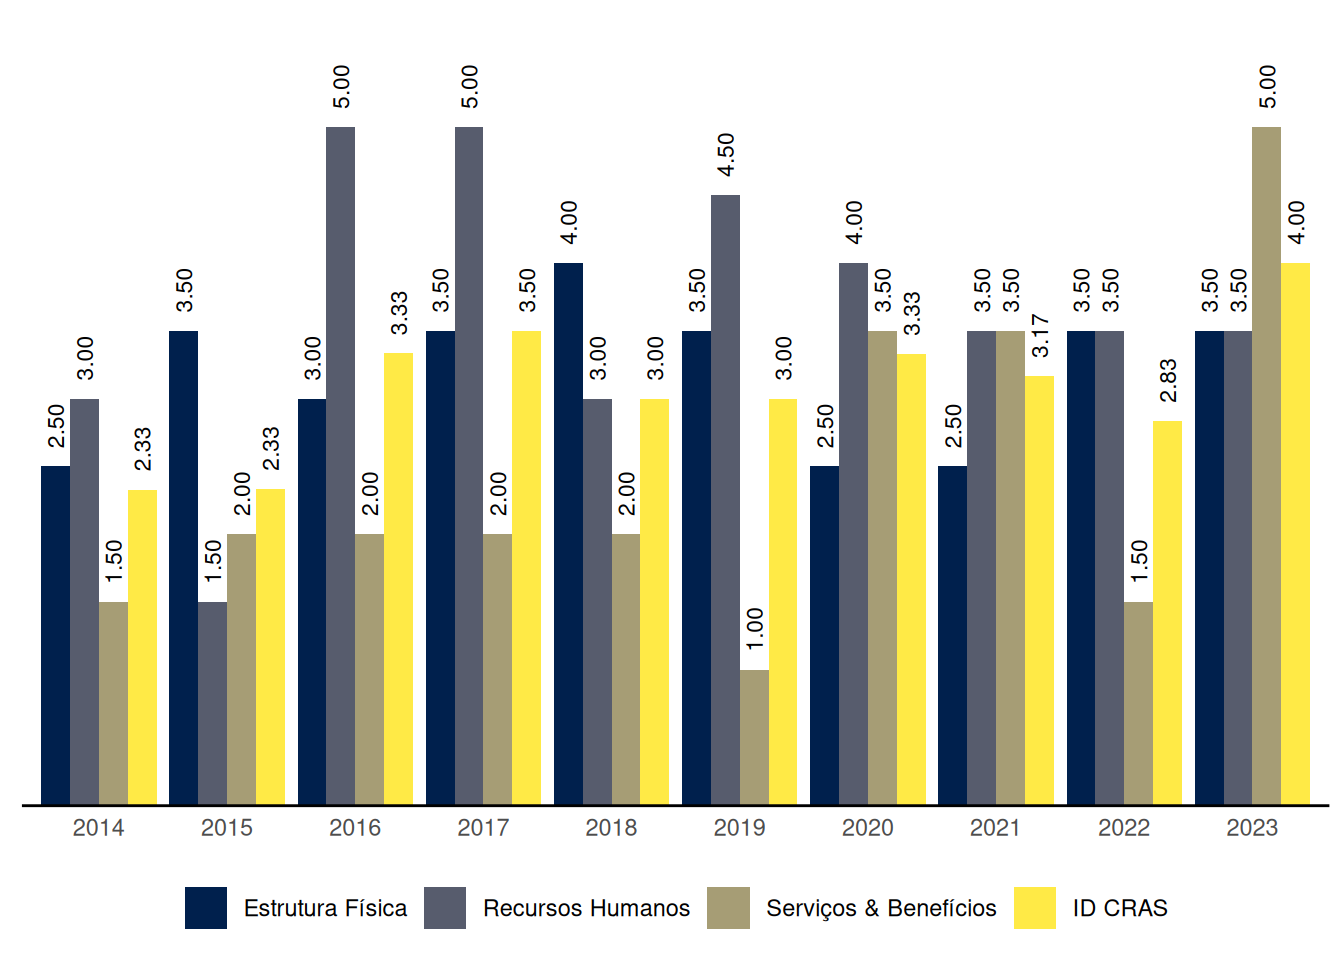 2.50 3.00 1.50 2.33
3.50 1.50 2.00 2.33
3.00 5.00 2.00 3.33
3.50 5.00 2.00 3.50
4.00 3.00 2.00 3.00
3.50 4.50 1.00 3.00
2.50 4.00 3.50 3.33
2.50 3.50 3.50 3.17
3.50 3.50 1.50 2.83
3.50 3.50 5.00 4.00
2014 2015 2016 2017 2018 2019 2020 2021 2022 2023
Estrutura Física Recursos Humanos Serviços & Benefícios ID CRAS